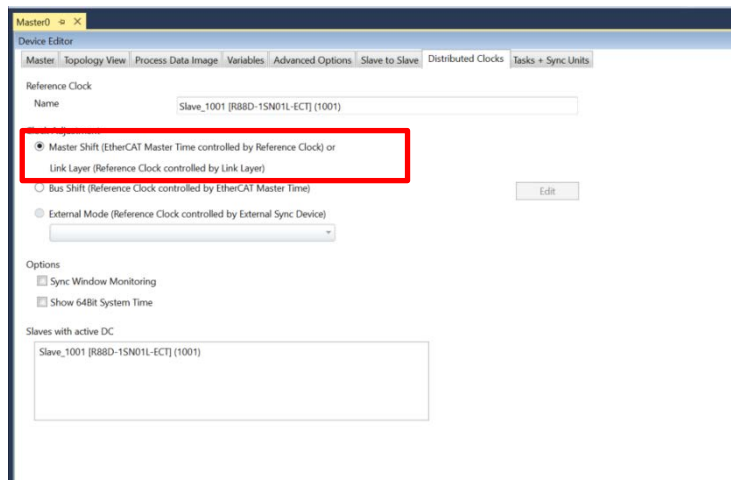 Master0
Device Editor
Master Topology View Process Data Image Variables Advanced Options Slave to Slave Distributed Clocks Tasks + Sync Units
Reference Clock
Name Slave_1001 [R88D-1SN01L-ECT] (1001)
Clock Adjustment
Master Shift (EtherCAT Master Time controlled by Reference Clock) or
Link Layer (Reference Clock controlled by Link Layer)
Bus Shift (Reference Clock controlled by EtherCAT Master Time) Edit
External Mode (Reference Clock controlled by External Sync Device)
Options
Sync Window Monitoring
Show 64Bit System Time
Slaves with active DC
Slave_1001 [R88D-1SN01L-ECT] (1001)